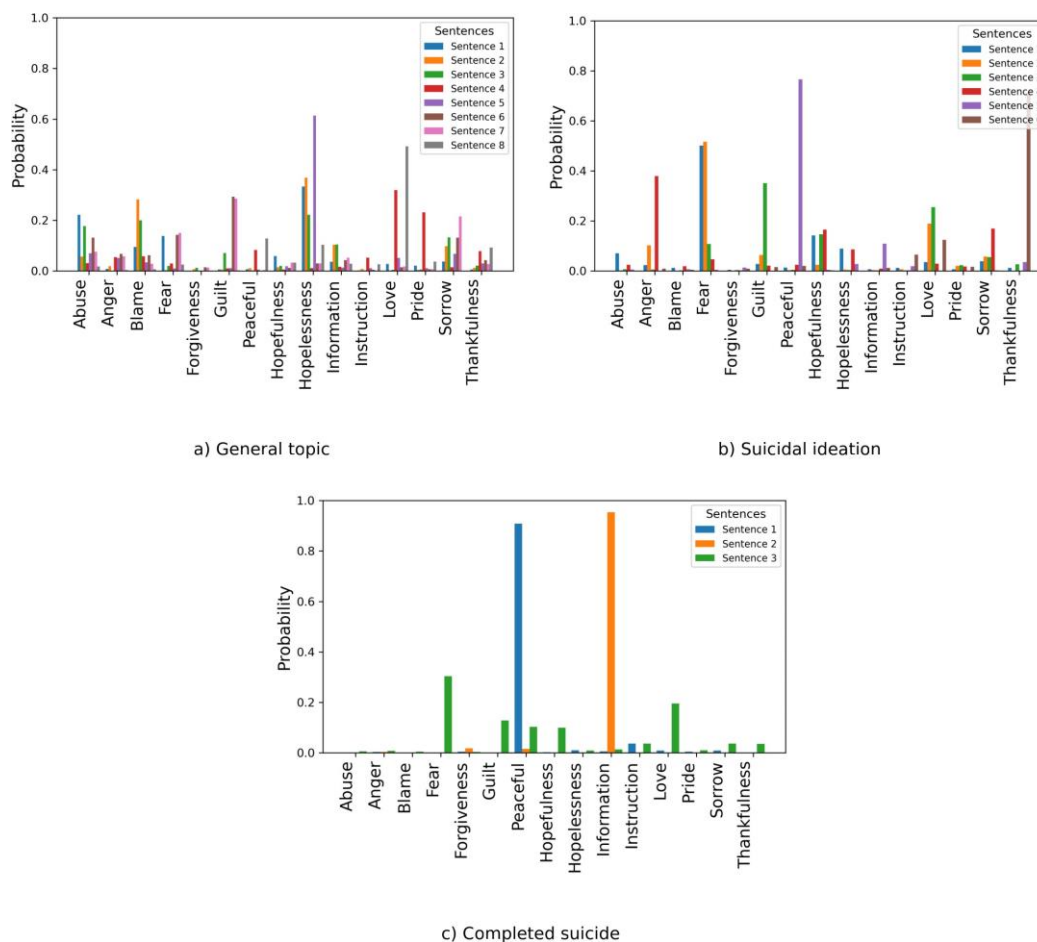 1.0
0.8
0.6
0.4
0.2
0.0
Probability
Sentences
Sentence 1
Sentence 2
Sentence 3
Sentence 4
Sentence 5
Sentence 6
Sentence 7
Sentence 8
Abuse
Anger
Blame
Fear
Forgiveness
Guilt
Peaceful
Hopefulness
Hopelessness
Information
Instruction
Love
Pride
Sorrow
Thankfulness
a) General topic
1.0
0.8
0.6
0.4
0.2
0.0
Probability
Sentences
Sentence
Sentence
Sentence
Sentence
Sentence
Sentence
Abuse
Anger
Blame
Fear
Forgiveness
Guilt
Peaceful
Hopefulness
Hopelessness
Information
Instruction
Love
Pride
Sorrow
Thankfulness
b) Suicidal ideation
1.0
0.8
0.6
0.4
0.2
0.0
Probability
Sentences
Sentence 1
Sentence 2
Sentence 3
Abuse
Anger
Blame
Fear
Forgiveness
Guilt
Peaceful
Hopefulness
Hopelessness
Information
Instruction
Love
Pride
Sorrow
Thankfulness
c) Completed suicide